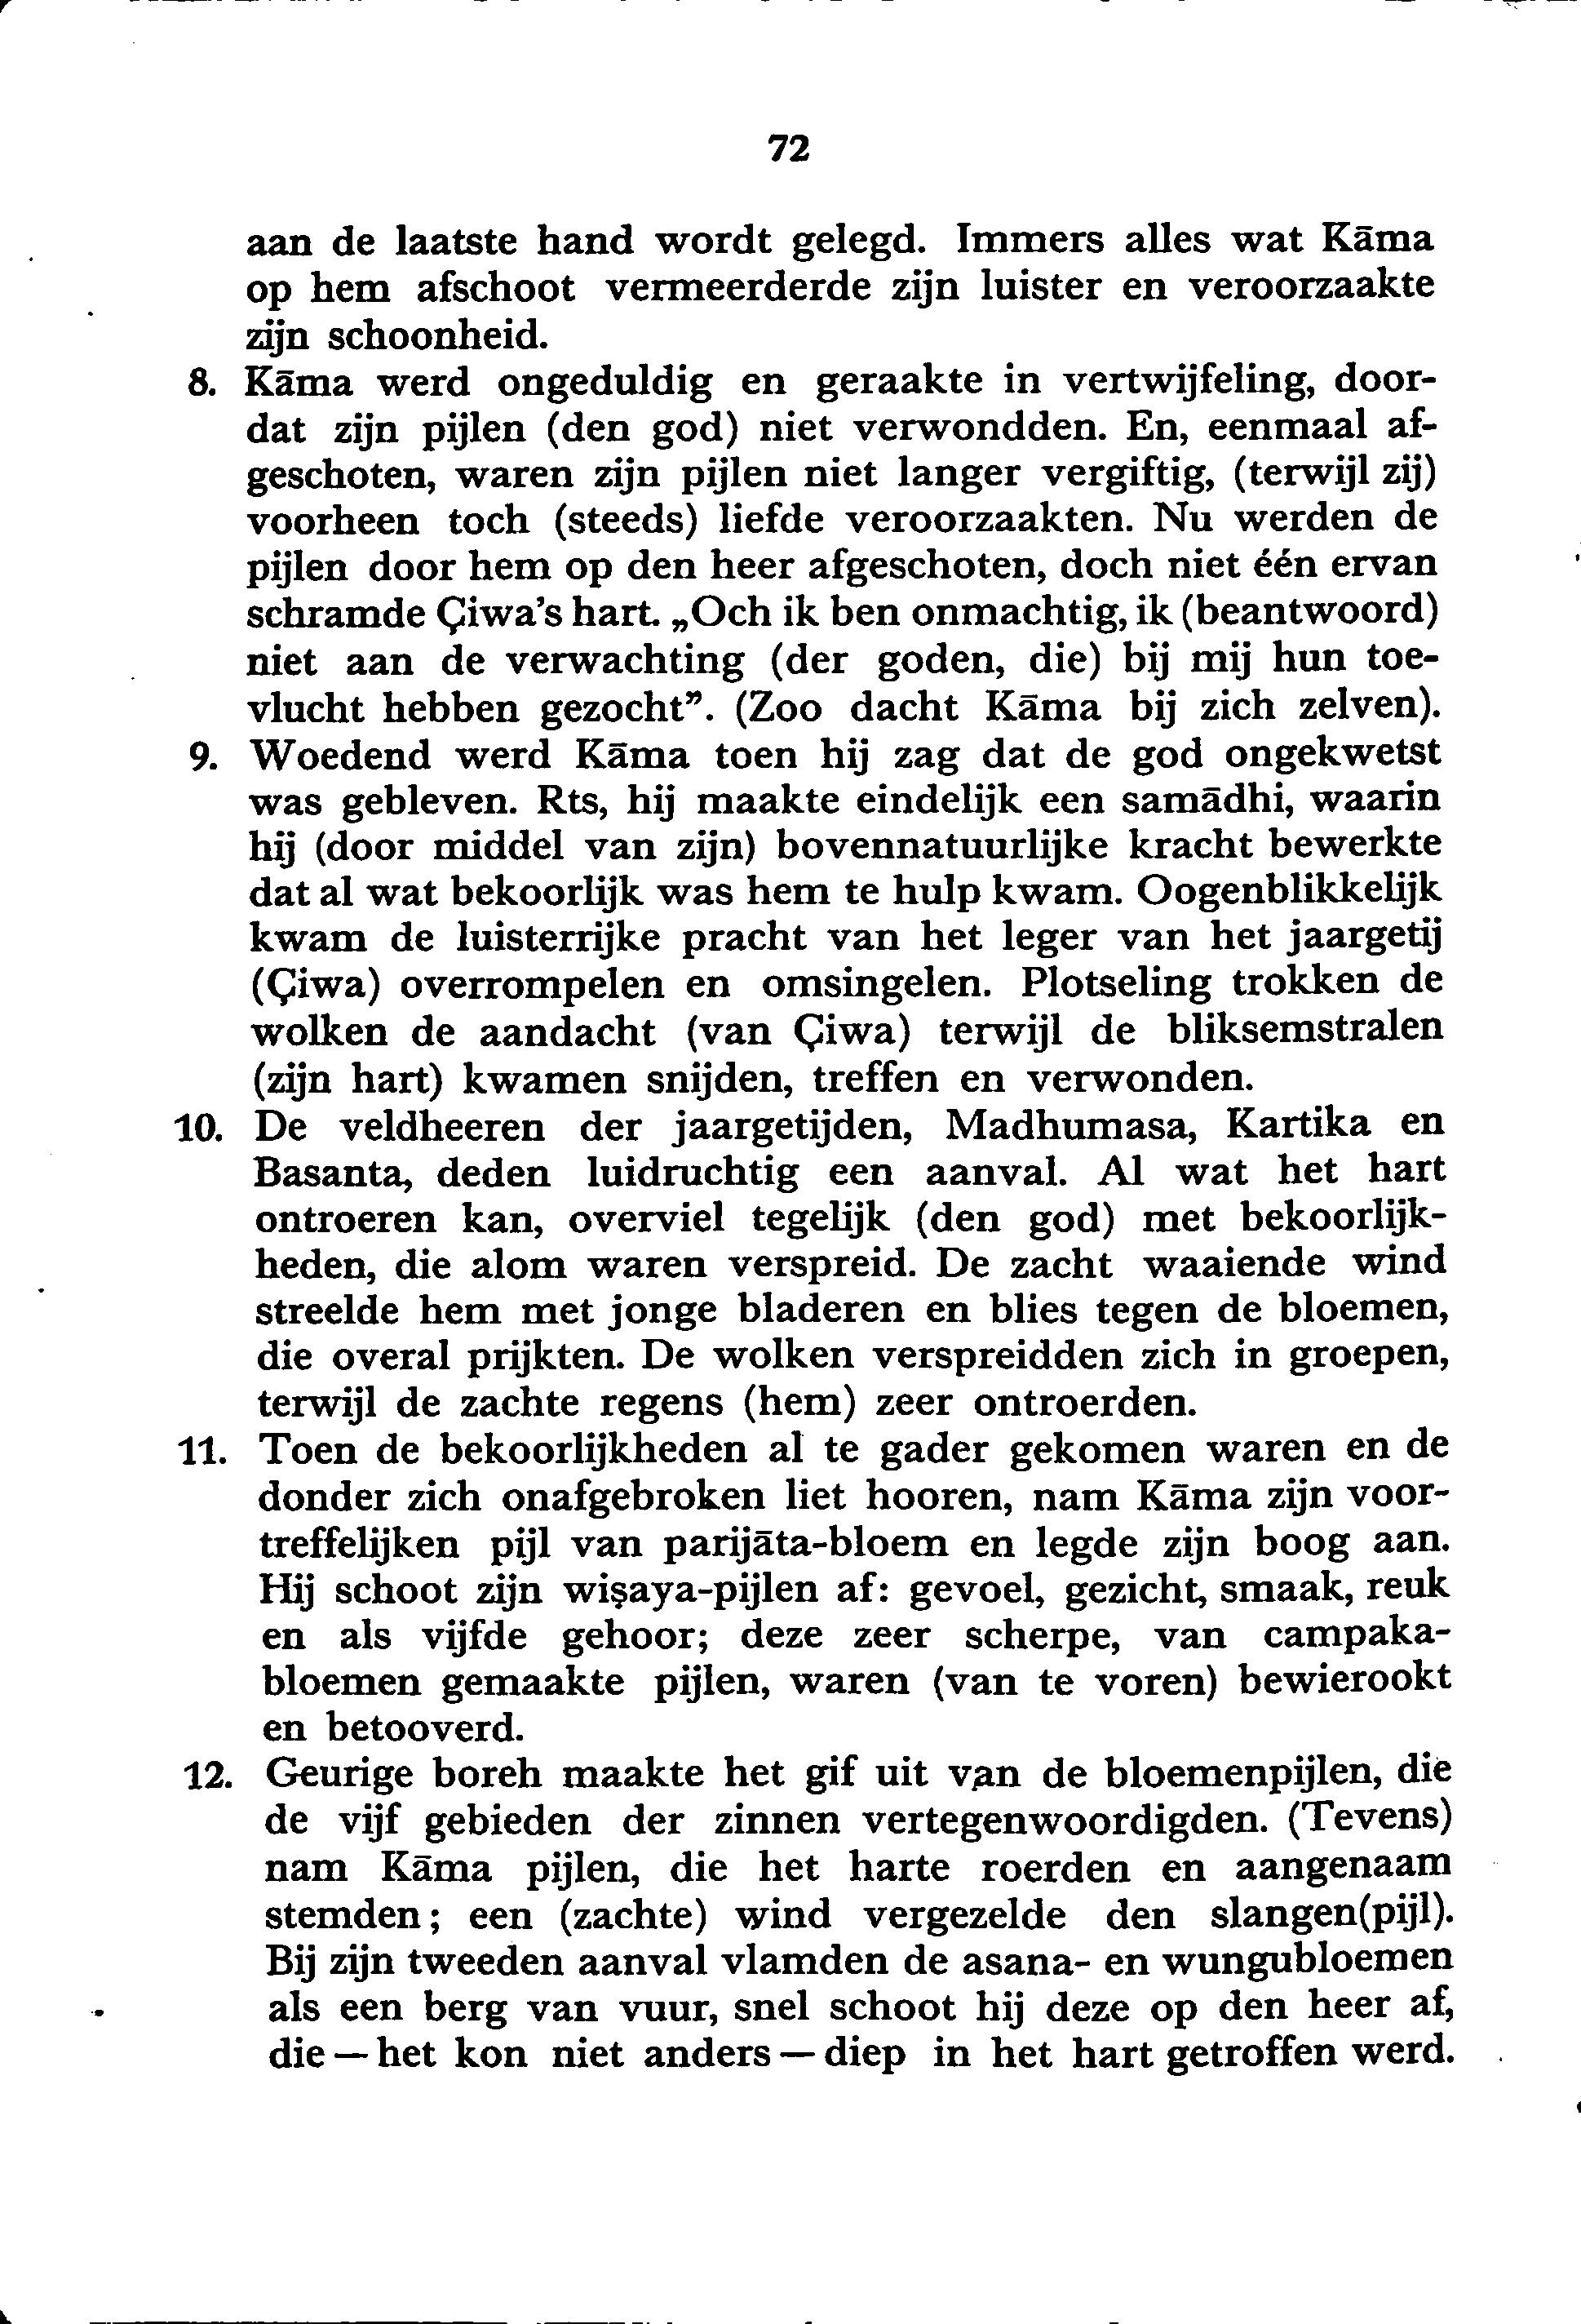 72
aan de laatste hand wordt gelegd. Immers alles wat Kāma
op hem afschoot vermeerderde zijn luister en veroorzaakte
zijn schoonheid.
8. Kāma werd ongeduldig en geraakte in vertwijfeling, door-
dat zijn pijlen (den god) niet verwondden. En, eenmaal af-
geschoten, waren zijn pijlen niet langer vergiftig, (terwijl zij)
voorheen toch (steeds) liefde veroorzaakten. Nu werden de
pijlen door hem op den heer afgeschoten, doch niet één ervan
schramde Çiwa's hart. „Och ik ben onmachtig, ik (beantwoord)
niet aan de verwachting (der goden, die) bij mij hun toe-
vlucht hebben gezocht”. (Zoo dacht Kāma bij zich zelven).
9. Woedend werd Kāma toen hij zag dat de god ongekwetst
was gebleven. Rts, hij maakte eindelijk een samādhi, waarin
hij (door middel van zijn) bovennatuurlijke kracht bewerkte
dat al wat bekoorlijk was hem te hulp kwam. Oogenblikkelijk
kwam de luisterrijke pracht van het leger van het jaargetij
(Çiwa) overrompelen en omsingelen. Plotseling trokken de
wolken de aandacht (van Çiwa) terwijl de bliksemstralen
(zijn hart) kwamen snijden, treffen en verwonden.
10. De veldheeren der jaargetijden, Madhumasa, Kartika en
Basanta, deden luidruchtig een aanval. Al wat het hart
ontroeren kan, overviel tegelijk (den god) met bekoorlijk-
heden, die alom waren verspreid. De zacht waaiende wind
streelde hem met jonge bladeren en blies tegen de bloemen,
die overal prijkten. De wolken verspreidden zich in groepen,
terwijl de zachte regens (hem) zeer ontroerden.
11. Toen de bekoorlijkheden al te gader gekomen waren en de
donder zich onafgebroken liet hooren, nam Kāma zijn voor-
treffelijken pijl van parijāta-bloem en legde zijn boog aan.
Hij schoot zijn wiṣaya-pijlen af: gevoel, gezicht, smaak, reuk
en als vijfde gehoor; deze zeer scherpe, van campaka-
bloemen gemaakte pijlen, waren (van te voren) bewierookt
en betooverd.
12. Geurige boreh maakte het gif uit van de bloemenpijlen, die
de vijf gebieden der zinnen vertegenwoordigden. (Tevens)
nam Kāma pijlen, die het harte roerden en aangenaam
stemden; een (zachte) wind vergezelde den slangen(pijl).
Bij zijn tweeden aanval vlamden de asana- en wungubloemen
als een berg van vuur, snel schoot hij deze op den heer af,
die — het kon niet anders — diep in het hart getroffen werd.